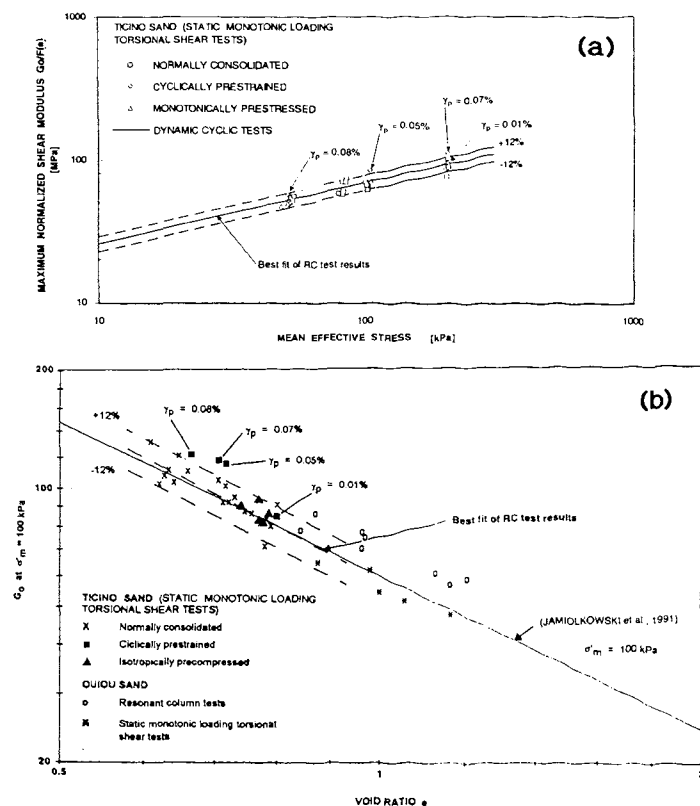 (a)
1000
TICINO SAND (STATIC MONOTONIC LOADING
TORSIONAL SHEAR TESTS)
NORMALLY CONSOLIDATED
CYCLICALLY PRESTRAINED
MONOTONICALLY PRESTRESSED
DYNAMIC CYCLIC TESTS
γp = 0.07%
γp = 0.05%
γp = 0.01%
γp = 0.08%
+12%
-12%
100
Best fit of RC test results
10
MAXIMUM NORMALIZED SHEAR MODULUS Go/F(e)
[MPa]
10
100
1000
MEAN EFFECTIVE STRESS [kPa]
(b)
200
+12%
γp = 0.08%
γp = 0.07%
-12%
γp = 0.05%
γp = 0.01%
100
Best fit of RC test results
Go at σ'm = 100 kPa
TICINO SAND (STATIC MONOTONIC LOADING
TORSIONAL SHEAR TESTS)
x Normally consolidated
■ Ciclically prestrained
▲ Isotropically precompressed
QUIOU SAND
o Resonant column tests
Static monotonic loading torsional
shear tests
(JAMIOLKOWSKI et al, 1991)
σ'm = 100 kPa
20
0.5
1
VOID RATIO e